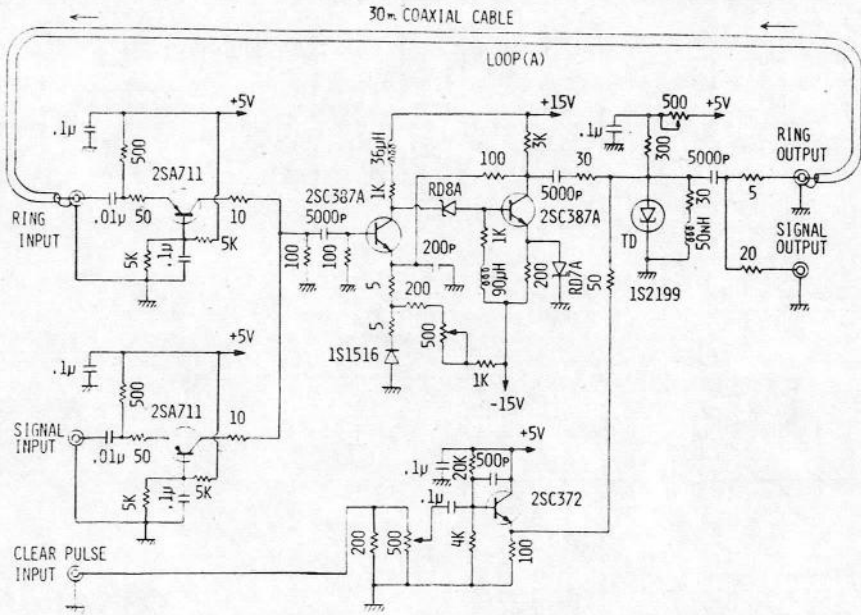 30m COAXIAL CABLE
LOOP(A)
+5V
.1μ
500
2SA711
.01μ
50
10
5K
5K
.1μ
RING
INPUT
+15V
36μH
1K
3K
100
2SC387A
5000P
RD8A
5000P
30
2SC387A
100
100
200P
1K
90μH
200
RD7A
5
200
5
500
1S1516
1K
-15V
.1μ
500
+5V
300
5000P
RING
OUTPUT
5
30
50nH
TD
1S2199
SIGNAL
OUTPUT
20
50
+5V
.1μ
500
2SA711
10
SIGNAL
INPUT
.01μ
50
5K
5K
.1μ
+5V
.1μ
20K
500P
.1μ
2SC372
4K
100
CLEAR PULSE
INPUT
200
500